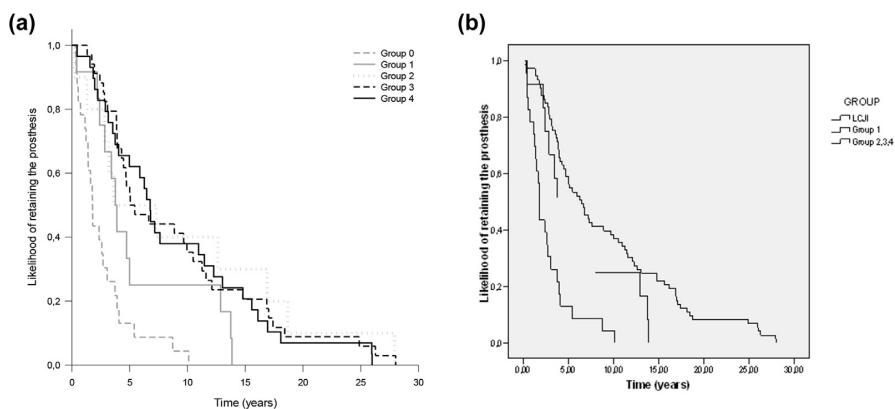 (a)
Likelihood of retaining the prosthesis
1,0
0,8
0,6
0,4
0,2
0,0
Group 0
Group 1
Group 2
Group 3
Group 4
0 5 10 15 20 25 30
Time (years)
(b)
Likelihood of retaining the prosthesis
1,0
0,8
0,6
0,4
0,2
0,0
GROUP
LCJI
Group 1
Group 2,3,4
0,00 5,00 10,00 15,00 20,00 25,00 30,00
Time (years)